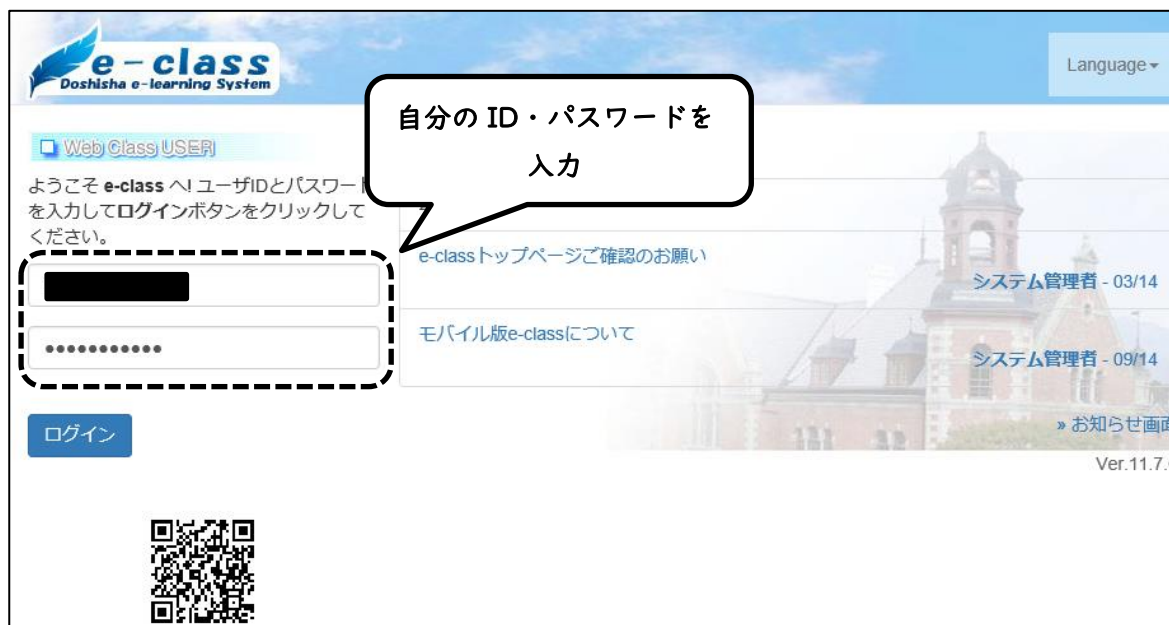 e-class
Doshisha e-learning System
Language
自分の ID・パスワードを
入力
Web Class USER
ようこそ e-class へ! ユーザIDとパスワード
を入力してログインボタンをクリックして
ください。
e-classトップページご確認のお願い
システム管理者 - 03/14
モバイル版e-classについて
システム管理者 - 09/14
ログイン
» お知らせ画面
Ver.11.7.